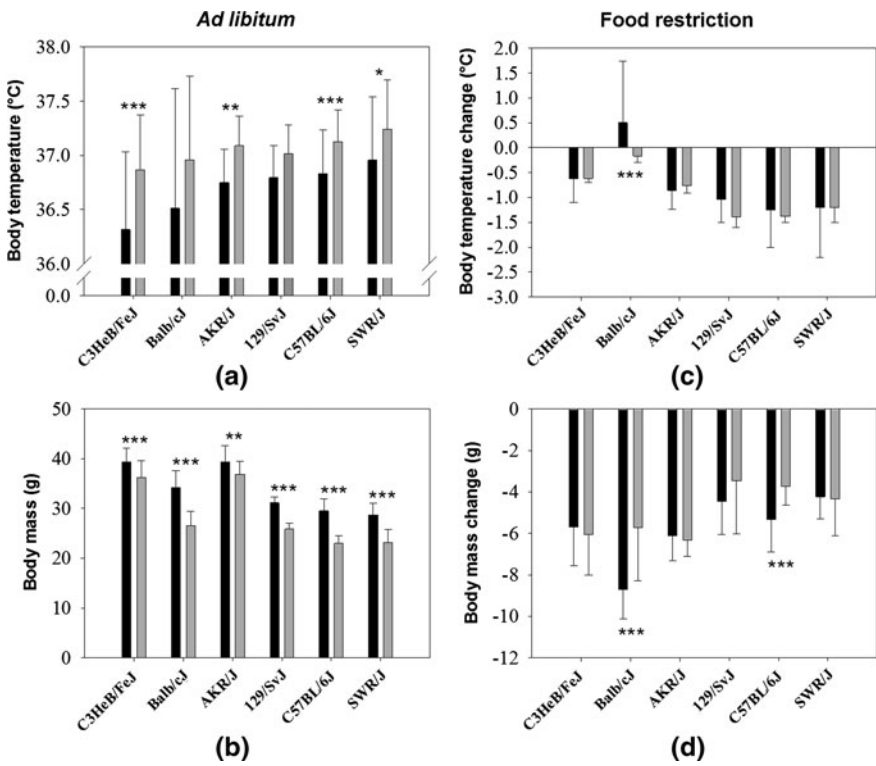 Ad libitum
Food restriction
Body temperature (°C)
38.0
37.5
37.0
36.5
36.0
0.0
***
**
***
*
C3HeB/FeJ
Balb/cJ
AKR/J
129/SvJ
C57BL/6J
SWR/J
(a)
Body temperature change (°C)
2.0
1.5
1.0
0.5
0.0
-0.5
-1.0
-1.5
-2.0
-2.5
-3.0
***
C3HeB/FeJ
Balb/cJ
AKR/J
129/SvJ
C57BL/6J
SWR/J
(c)
Body mass (g)
50
40
30
20
10
0
***
***
**
***
***
***
C3HeB/FeJ
Balb/cJ
AKR/J
129/SvJ
C57BL/6J
SWR/J
(b)
Body mass change (g)
0
-2
-4
-6
-8
-10
-12
***
***
C3HeB/FeJ
Balb/cJ
AKR/J
129/SvJ
C57BL/6J
SWR/J
(d)